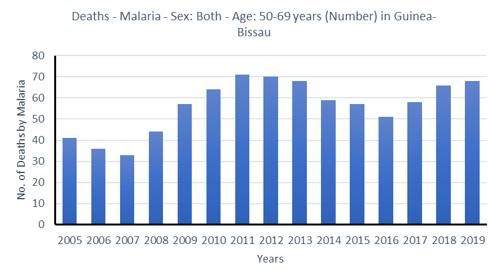 Deaths - Malaria - Sex: Both - Age: 50-69 years (Number) in Guinea-
Bissau
No. of Deaths by Malaria
80
70
60
50
40
30
20
10
0
2005 2006 2007 2008 2009 2010 2011 2012 2013 2014 2015 2016 2017 2018 2019
Years